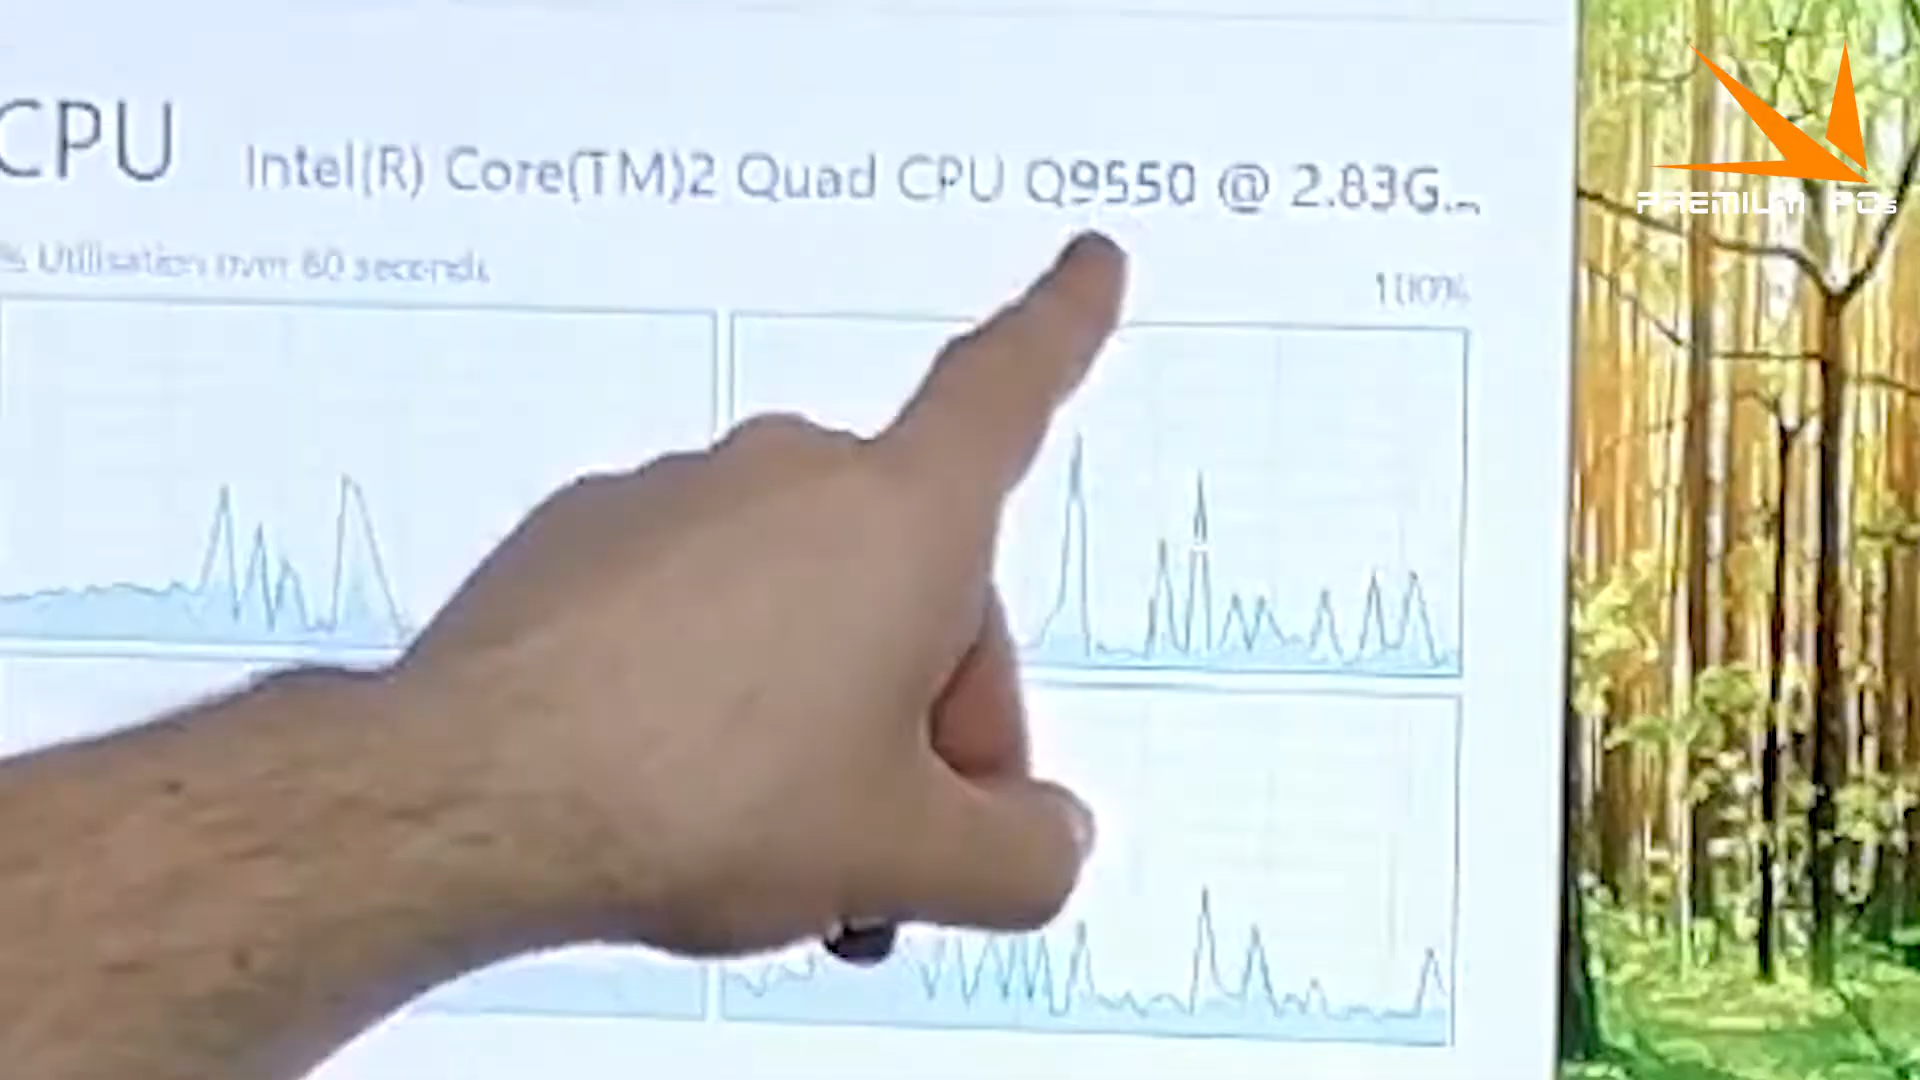 CPU
Intel(R) Core(TM)2 Quad CPU Q9550 @ 2.83G...
% Utilisation over 60 seconds
100%
PREMIUM PCs